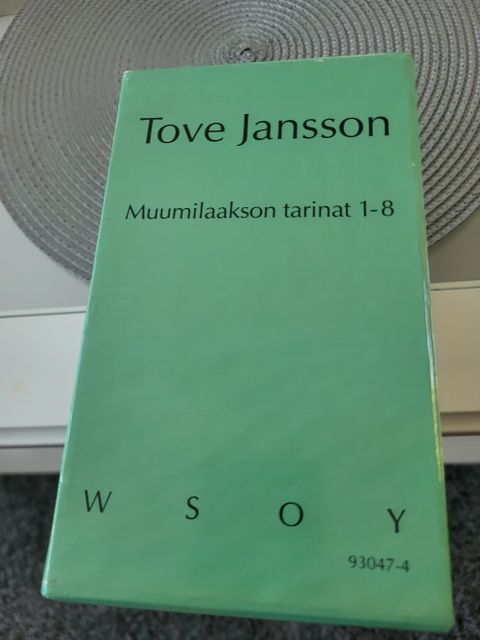 Tove Jansson
Muumilaakson tarinat 1-8
W S O Y
93047-4